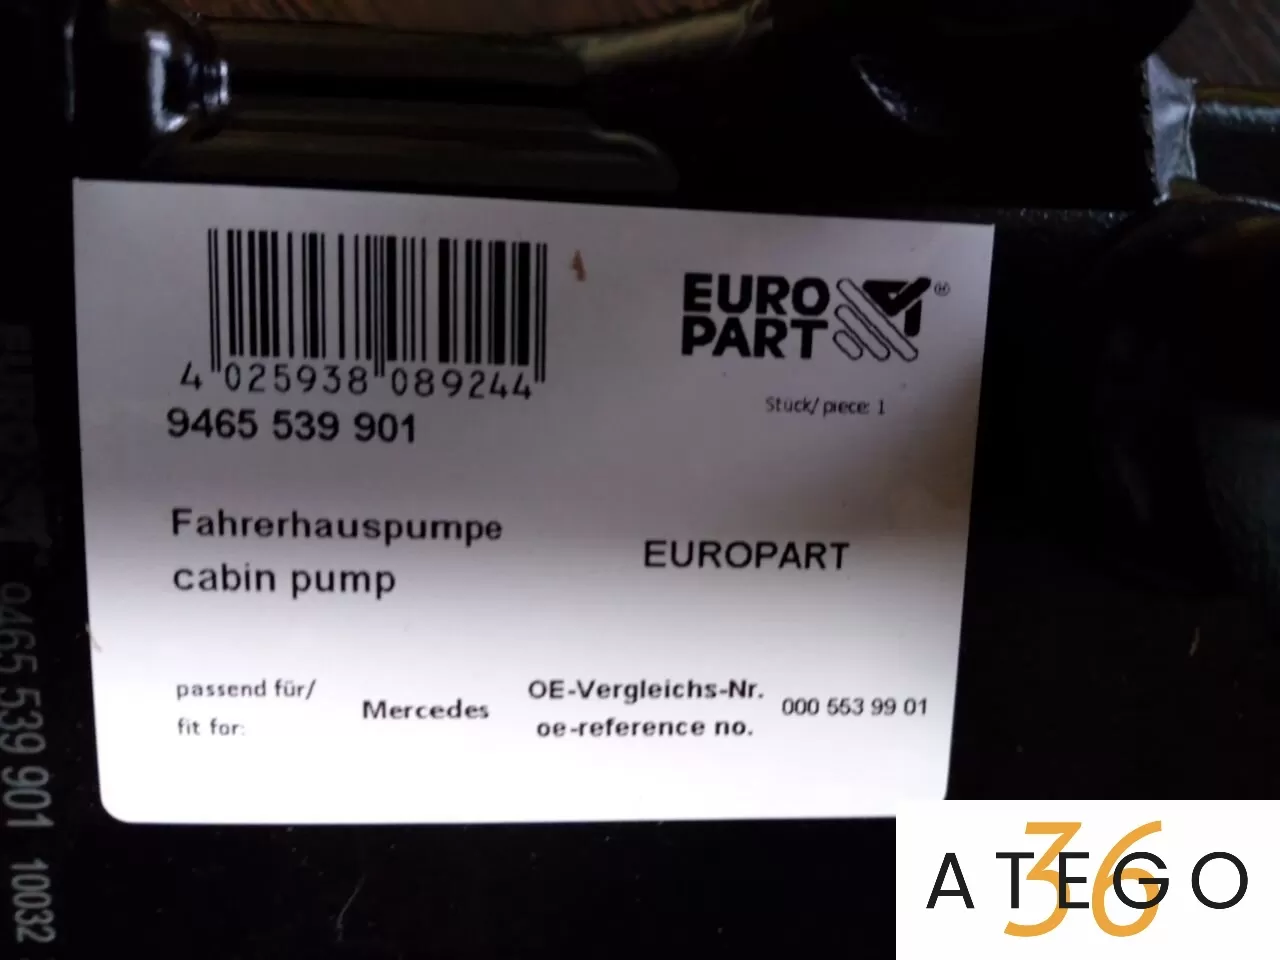 4 025938 089244
9465 539 901
EURO
PART
®
Stück/piece: 1
Fahrerhauspumpe
cabin pump
EUROPART
passend für/
fit for:
Mercedes
OE-Vergleichs-Nr.
oe-reference no.
000 553 99 01
9465 539 901 10032
ATEGO
36